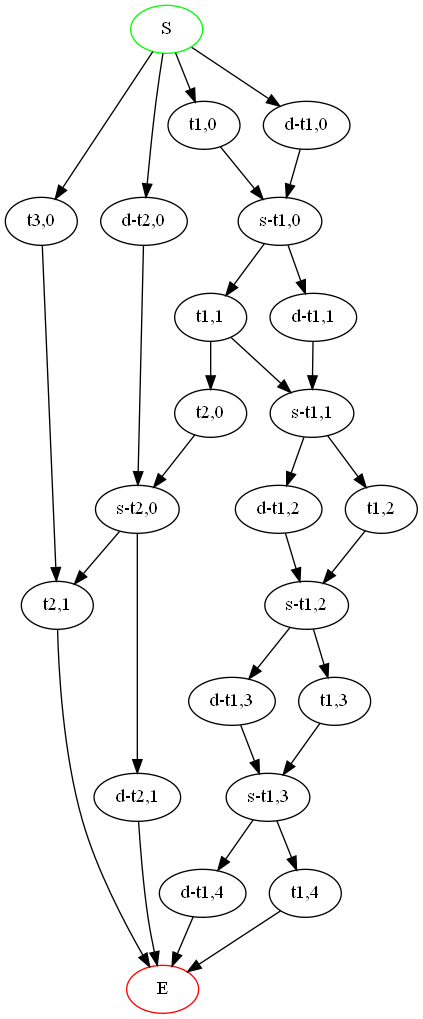 S
t1,0
d-t1,0
t3,0
d-t2,0
s-t1,0
t1,1
d-t1,1
t2,0
s-t1,1
s-t2,0
d-t1,2
t1,2
t2,1
s-t1,2
d-t1,3
t1,3
d-t2,1
s-t1,3
d-t1,4
t1,4
E